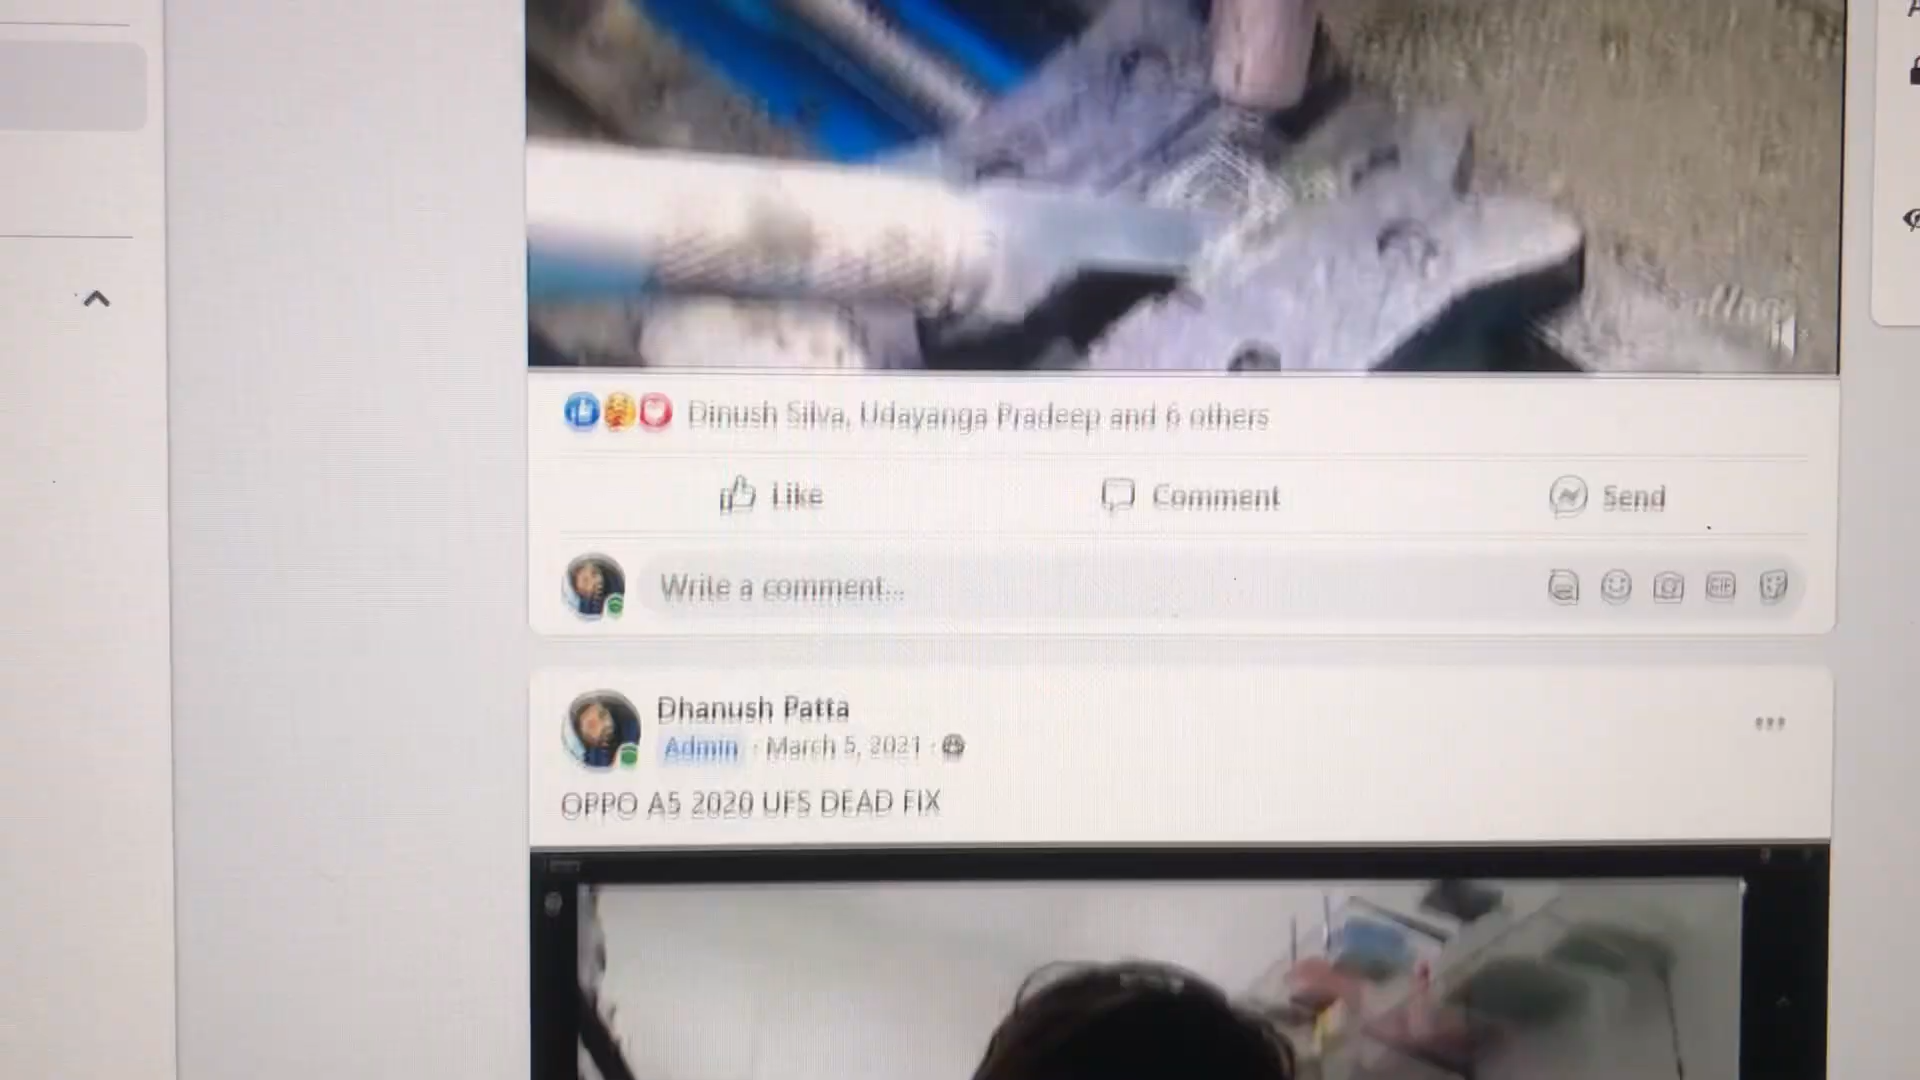 Dinush Silva, Udayanga Pradeep and 6 others
Like
Comment
Send
Write a comment...
GIF
Dhanush Patta
Admin · March 5, 2021 ·
OPPO A5 2020 UFS DEAD FIX